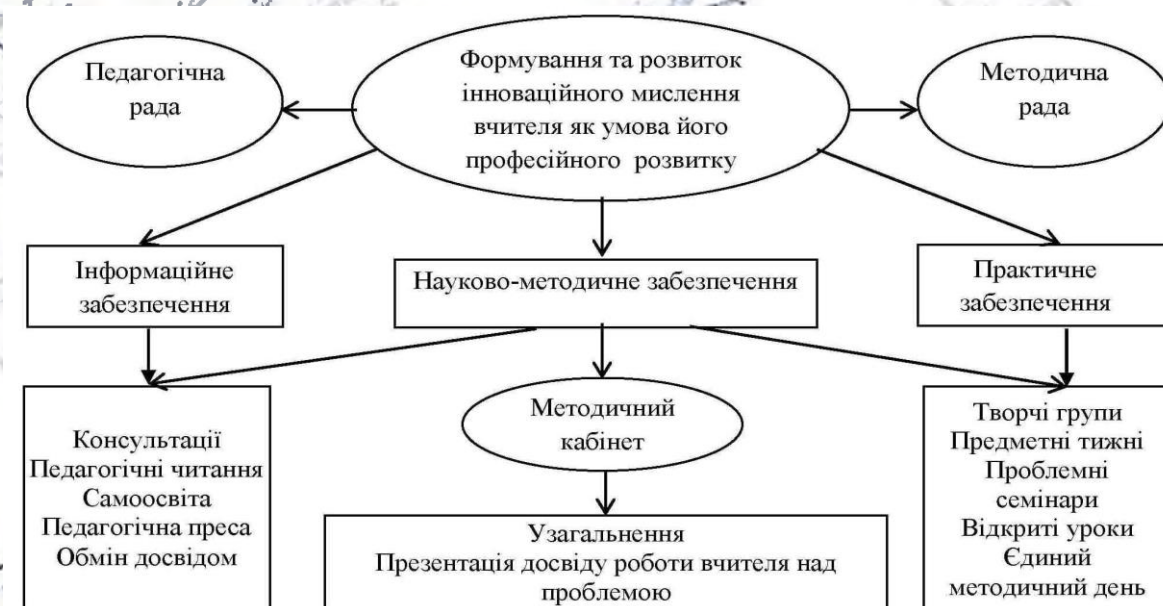 Педагогічна
рада
Формування та розвиток
інноваційного мислення
вчителя як умова його
професійного розвитку
Методична
рада
Інформаційне
забезпечення
Науково-методичне забезпечення
Практичне
забезпечення
Консультації
Педагогічні читання
Самоосвіта
Педагогічна преса
Обмін досвідом
Методичний
кабінет
Узагальнення
Презентація досвіду роботи вчителя над
проблемою
Творчі групи
Предметні тижні
Проблемні
семінари
Відкриті уроки
Єдиний
методичний день